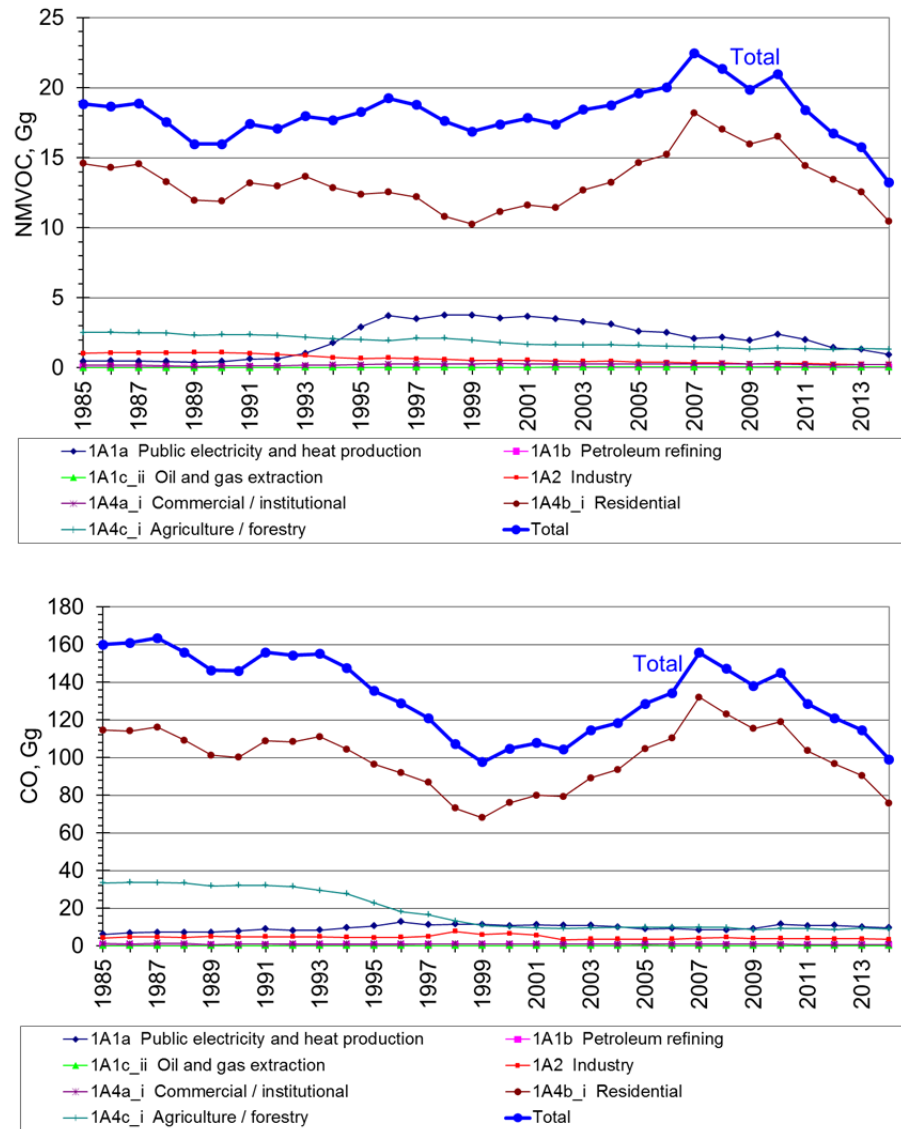 25
20
15
10
5
0
NMVOC, Gg
Total
1985
1987
1989
1991
1993
1995
1997
1999
2001
2003
2005
2007
2009
2011
2013
1A1a Public electricity and heat production
1A1b Petroleum refining
1A1c_ii Oil and gas extraction
1A2 Industry
1A4a_i Commercial / institutional
1A4b_i Residential
1A4c_i Agriculture / forestry
Total
180
160
140
120
100
80
60
40
20
0
CO, Gg
Total
1985
1987
1989
1991
1993
1995
1997
1999
2001
2003
2005
2007
2009
2011
2013
1A1a Public electricity and heat production
1A1b Petroleum refining
1A1c_ii Oil and gas extraction
1A2 Industry
1A4a_i Commercial / institutional
1A4b_i Residential
1A4c_i Agriculture / forestry
Total